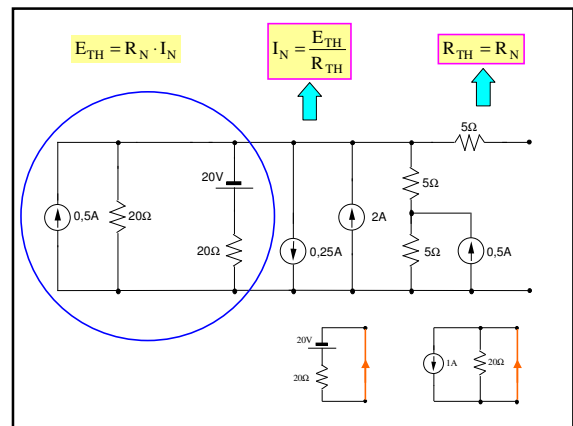 E_TH = R_N · I_N
I_N = E_TH / R_TH
R_TH = R_N
5Ω
20V
5Ω
0,5A
20Ω
2A
20Ω
0,25A
5Ω
0,5A
20V
20Ω
1A
20Ω